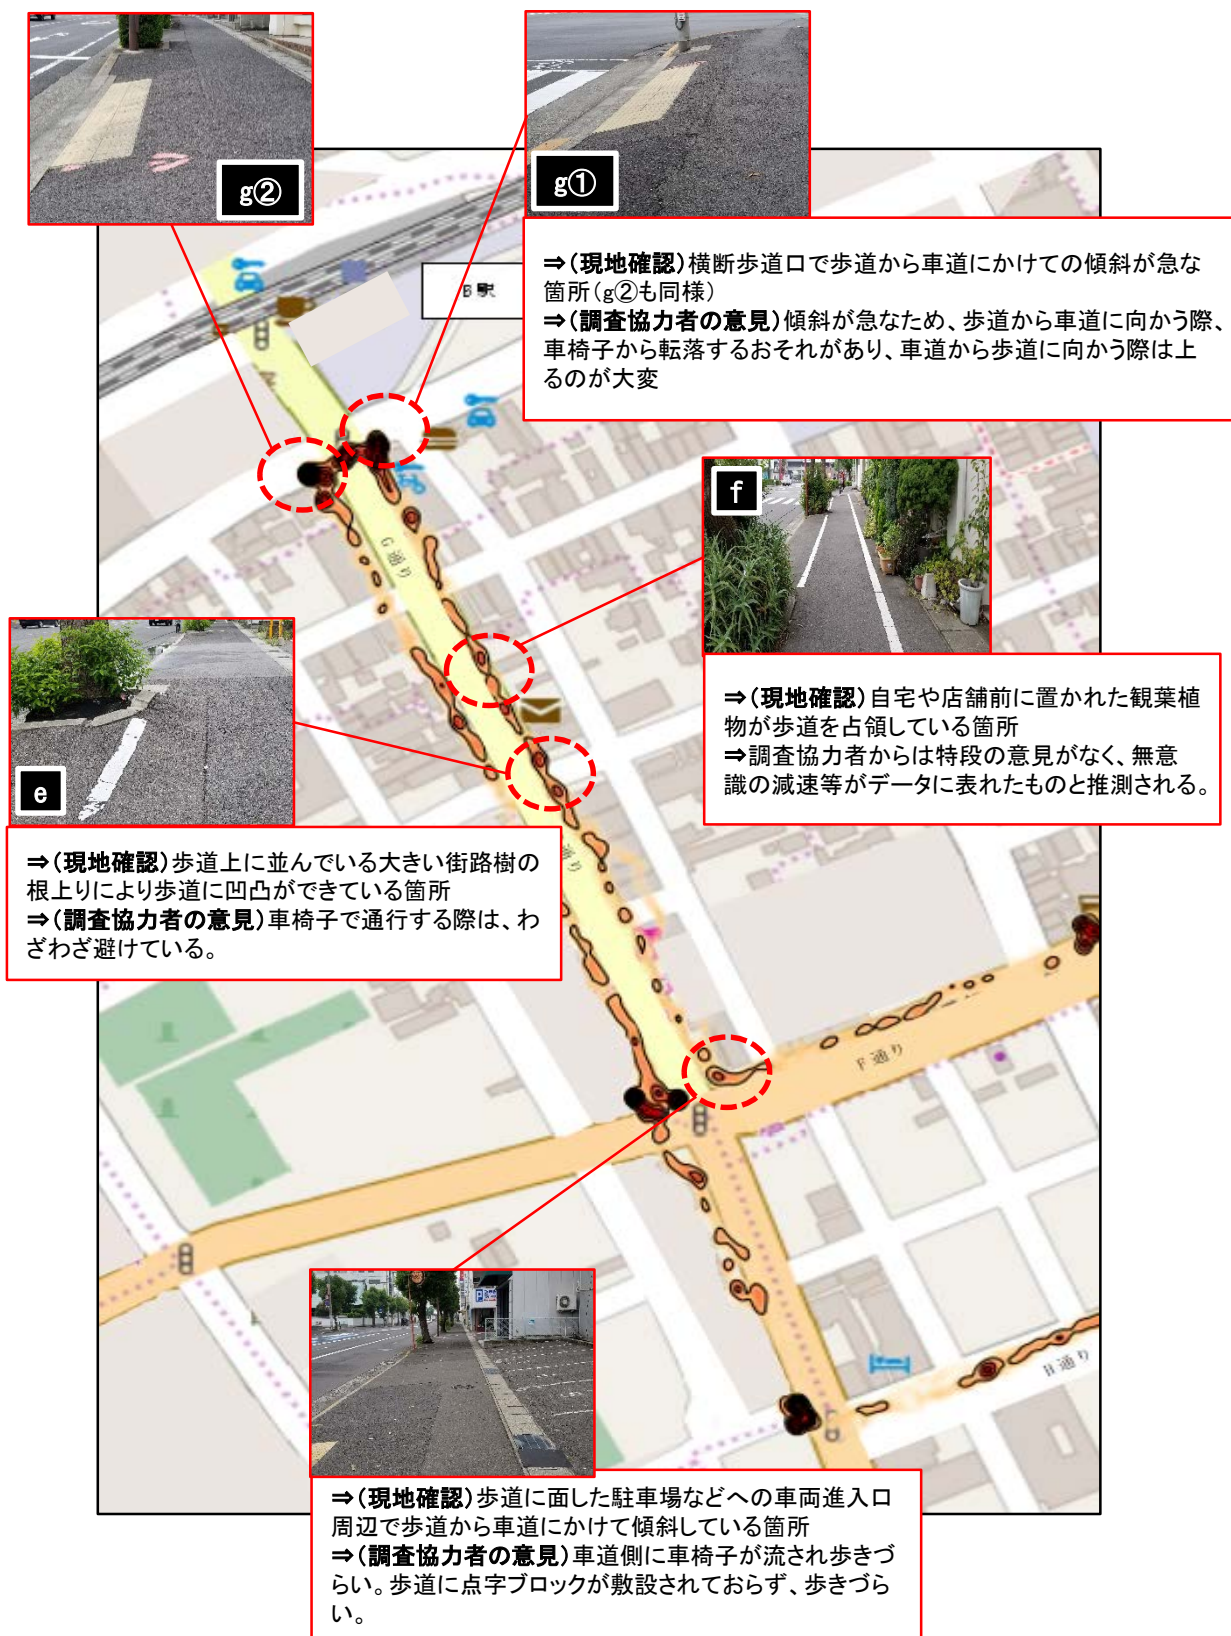 g②
g①
⇒(現地確認)横断歩道口で歩道から車道にかけての傾斜が急な
箇所(g②も同様)
⇒(調査協力者の意見)傾斜が急なため、歩道から車道に向かう際、
車椅子から転落するおそれがあり、車道から歩道に向かう際は上
るのが大変
B駅
f
G通り
⇒(現地確認)自宅や店舗前に置かれた観葉植
物が歩道を占領している箇所
⇒調査協力者からは特段の意見がなく、無意
識の減速等がデータに表れたものと推測される。
e
⇒(現地確認)歩道上に並んでいる大きい街路樹の
根上りにより歩道に凹凸ができている箇所
⇒(調査協力者の意見)車椅子で通行する際は、わ
ざわざ避けている。
通り
F通り
H通り
P
⇒(現地確認)歩道に面した駐車場などへの車両進入口
周辺で歩道から車道にかけて傾斜している箇所
⇒(調査協力者の意見)車道側に車椅子が流され歩きづ
らい。歩道に点字ブロックが敷設されておらず、歩きづら
い。